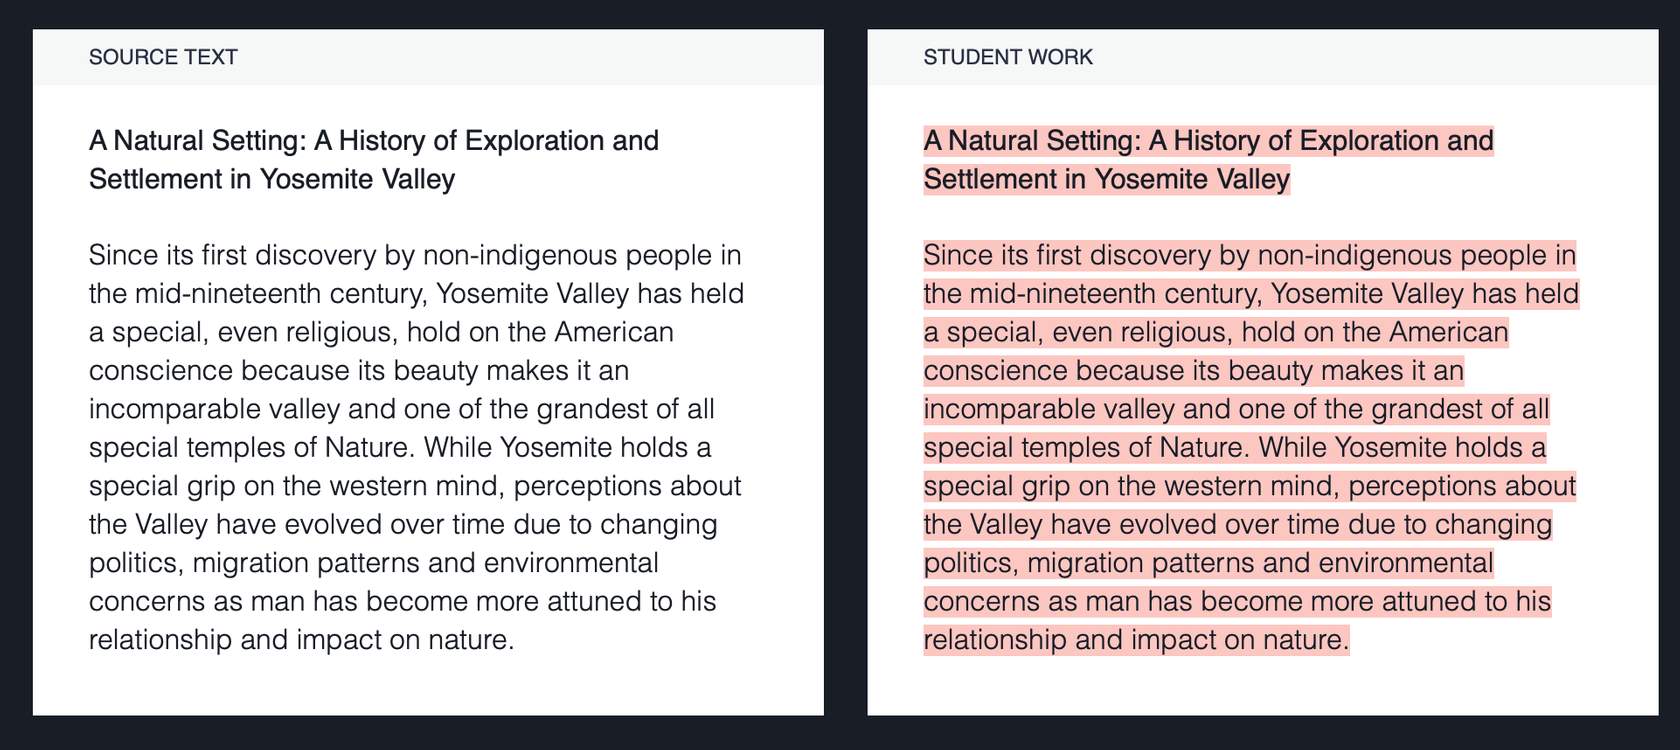 SOURCE TEXT
A Natural Setting: A History of Exploration and
Settlement in Yosemite Valley
Since its first discovery by non-indigenous people in
the mid-nineteenth century, Yosemite Valley has held
a special, even religious, hold on the American
conscience because its beauty makes it an
incomparable valley and one of the grandest of all
special temples of Nature. While Yosemite holds a
special grip on the western mind, perceptions about
the Valley have evolved over time due to changing
politics, migration patterns and environmental
concerns as man has become more attuned to his
relationship and impact on nature.
STUDENT WORK
A Natural Setting: A History of Exploration and
Settlement in Yosemite Valley
Since its first discovery by non-indigenous people in
the mid-nineteenth century, Yosemite Valley has held
a special, even religious, hold on the American
conscience because its beauty makes it an
incomparable valley and one of the grandest of all
special temples of Nature. While Yosemite holds a
special grip on the western mind, perceptions about
the Valley have evolved over time due to changing
politics, migration patterns and environmental
concerns as man has become more attuned to his
relationship and impact on nature.